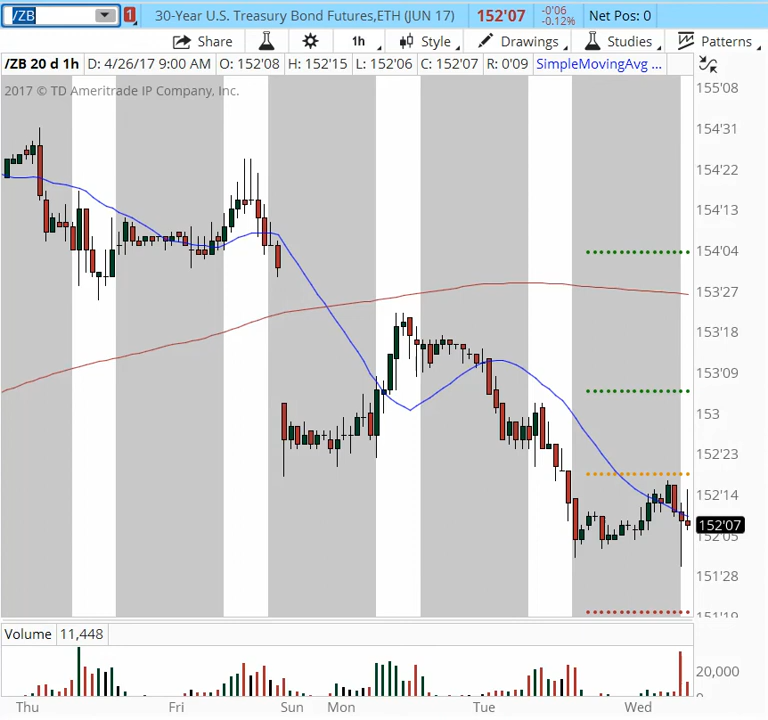 /ZB 1 30-Year U.S. Treasury Bond Futures,ETH (JUN 17) 152'07 -0'06 -0.12% Net Pos: 0
Share 1h Style Drawings Studies Patterns
/ZB 20 d 1h D: 4/26/17 9:00 AM O: 152'08 H: 152'15 L: 152'06 C: 152'07 R: 0'09 SimpleMovingAvg ...
2017 © TD Ameritrade IP Company, Inc.
155'08
154'31
154'22
154'13
154'04
153'27
153'18
153'09
153
152'23
152'14
152'07
152'05
151'28
151'19
Volume 11,448
20,000
0
Thu Fri Sun Mon Tue Wed